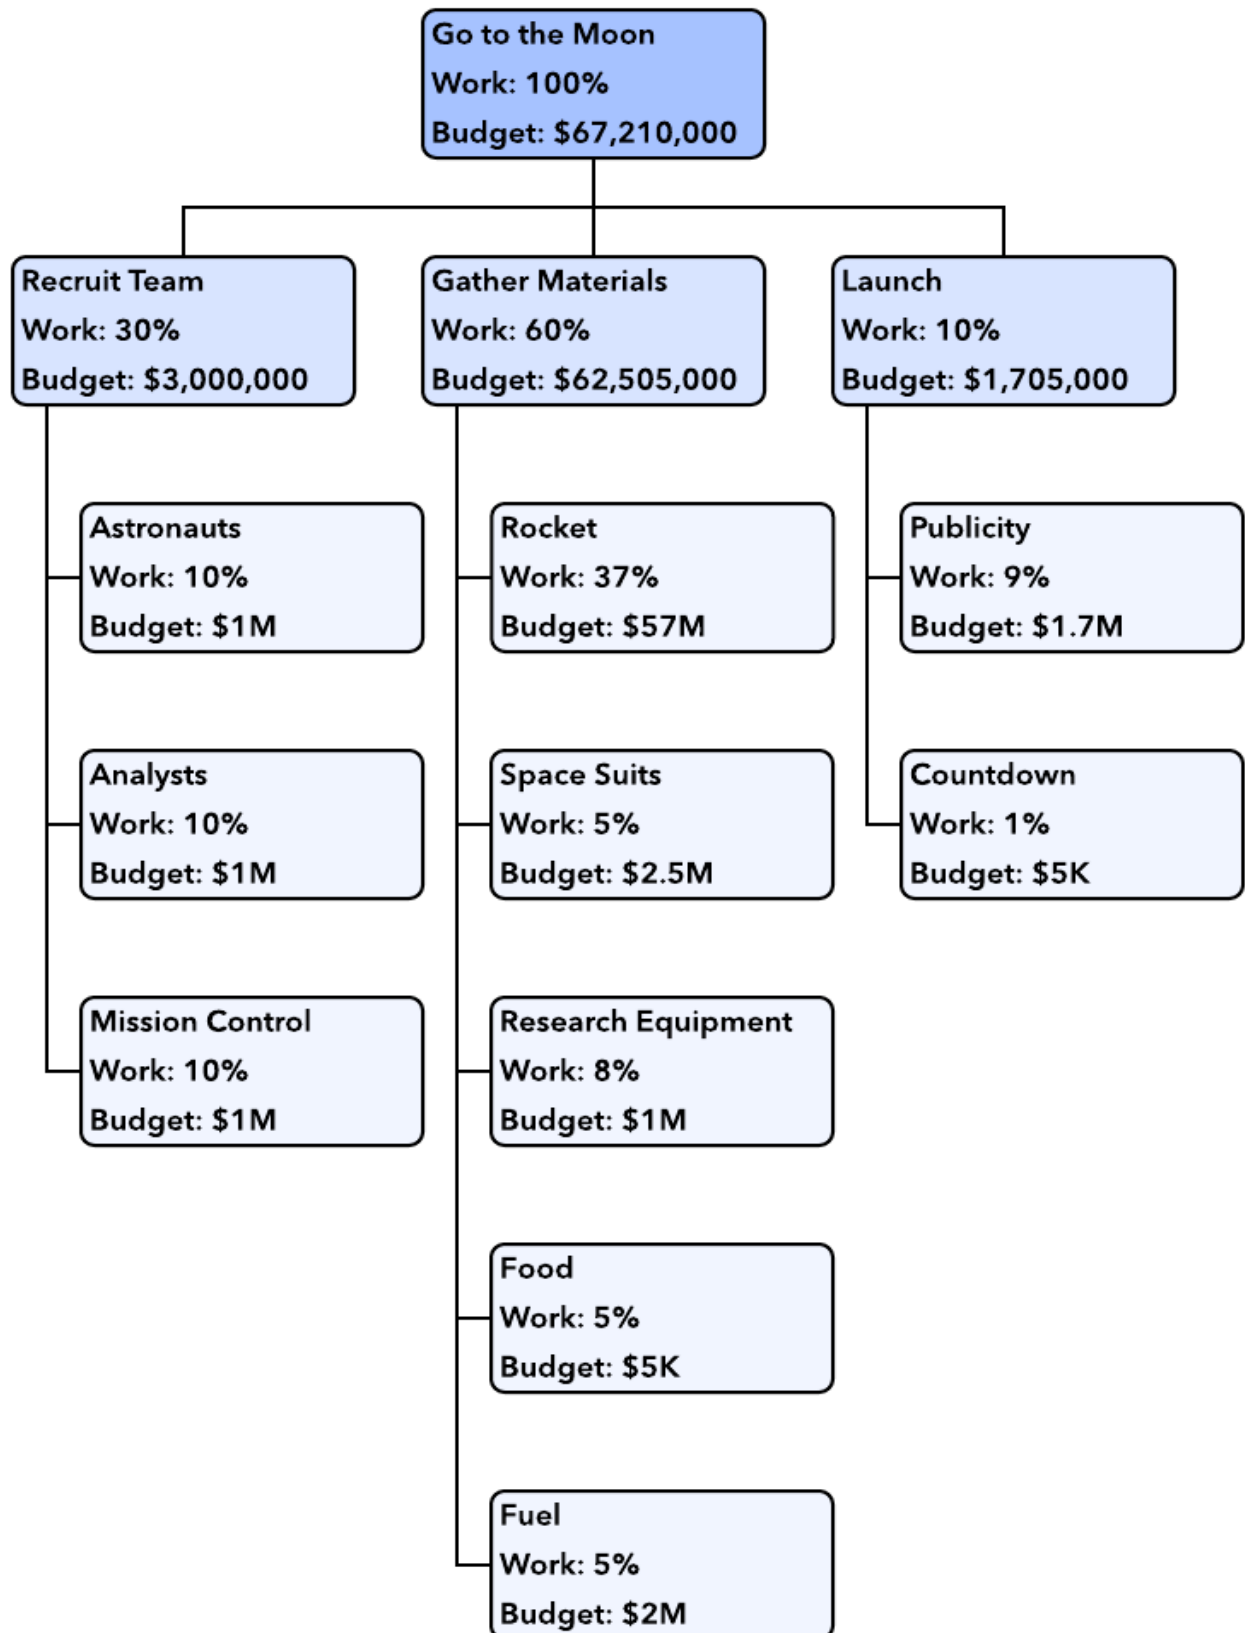 Go to the Moon
Work: 100%
Budget: $67,210,000
Recruit Team
Work: 30%
Budget: $3,000,000
Gather Materials
Work: 60%
Budget: $62,505,000
Launch
Work: 10%
Budget: $1,705,000
Astronauts
Work: 10%
Budget: $1M
Analysts
Work: 10%
Budget: $1M
Mission Control
Work: 10%
Budget: $1M
Rocket
Work: 37%
Budget: $57M
Space Suits
Work: 5%
Budget: $2.5M
Research Equipment
Work: 8%
Budget: $1M
Food
Work: 5%
Budget: $5K
Fuel
Work: 5%
Budget: $2M
Publicity
Work: 9%
Budget: $1.7M
Countdown
Work: 1%
Budget: $5K